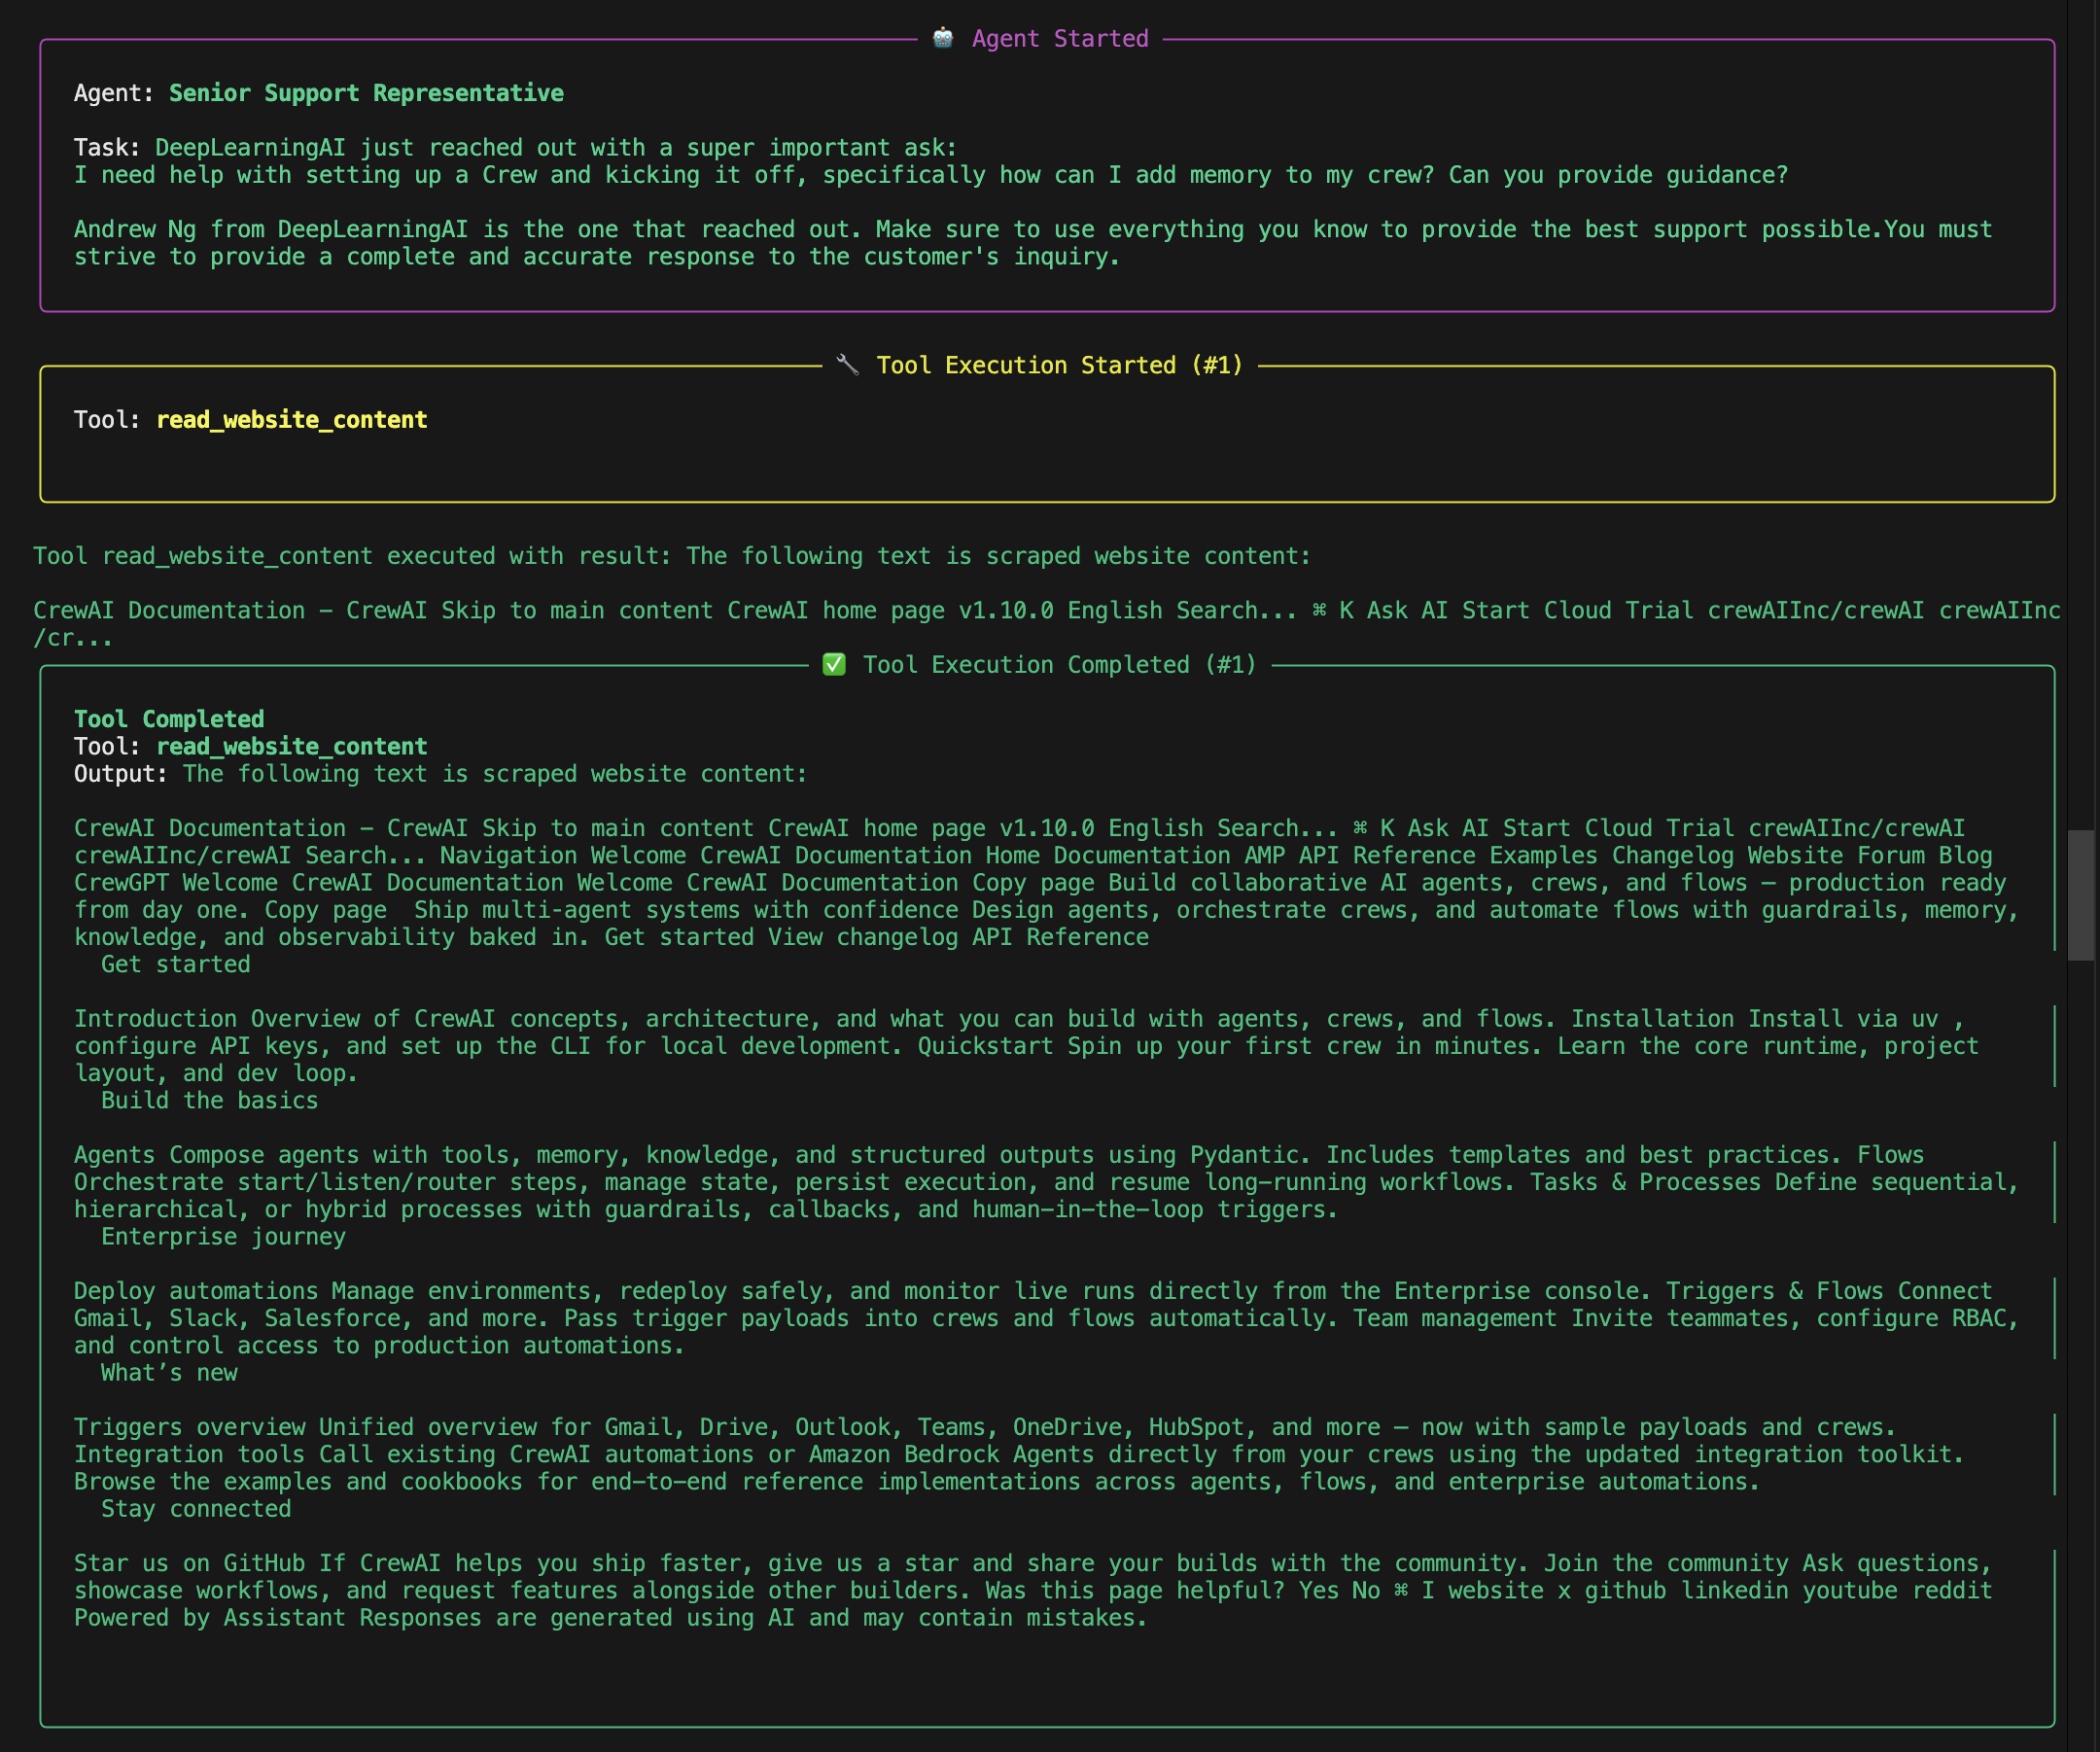 🤖 Agent Started
Agent: Senior Support Representative
Task: DeepLearningAI just reached out with a super important ask:
I need help with setting up a Crew and kicking it off, specifically how can I add memory to my crew? Can you provide guidance?
Andrew Ng from DeepLearningAI is the one that reached out. Make sure to use everything you know to provide the best support possible.You must
strive to provide a complete and accurate response to the customer's inquiry.
🔧 Tool Execution Started (#1)
Tool: read_website_content
Tool read_website_content executed with result: The following text is scraped website content:
CrewAI Documentation - CrewAI Skip to main content CrewAI home page v1.10.0 English Search... ⌘ K Ask AI Start Cloud Trial crewAIInc/crewAI crewAIInc
/cr...
✅ Tool Execution Completed (#1)
Tool Completed
Tool: read_website_content
Output: The following text is scraped website content:
CrewAI Documentation - CrewAI Skip to main content CrewAI home page v1.10.0 English Search... ⌘ K Ask AI Start Cloud Trial crewAIInc/crewAI
crewAIInc/crewAI Search... Navigation Welcome CrewAI Documentation Home Documentation AMP API Reference Examples Changelog Website Forum Blog
CrewGPT Welcome CrewAI Documentation Welcome CrewAI Documentation Copy page Build collaborative AI agents, crews, and flows — production ready
from day one. Copy page  Ship multi-agent systems with confidence Design agents, orchestrate crews, and automate flows with guardrails, memory,
knowledge, and observability baked in. Get started View changelog API Reference
Get started
Introduction Overview of CrewAI concepts, architecture, and what you can build with agents, crews, and flows. Installation Install via uv ,
configure API keys, and set up the CLI for local development. Quickstart Spin up your first crew in minutes. Learn the core runtime, project
layout, and dev loop.
Build the basics
Agents Compose agents with tools, memory, knowledge, and structured outputs using Pydantic. Includes templates and best practices. Flows
Orchestrate start/listen/router steps, manage state, persist execution, and resume long-running workflows. Tasks & Processes Define sequential,
hierarchical, or hybrid processes with guardrails, callbacks, and human-in-the-loop triggers.
Enterprise journey
Deploy automations Manage environments, redeploy safely, and monitor live runs directly from the Enterprise console. Triggers & Flows Connect
Gmail, Slack, Salesforce, and more. Pass trigger payloads into crews and flows automatically. Team management Invite teammates, configure RBAC,
and control access to production automations.
What’s new
Triggers overview Unified overview for Gmail, Drive, Outlook, Teams, OneDrive, HubSpot, and more — now with sample payloads and crews.
Integration tools Call existing CrewAI automations or Amazon Bedrock Agents directly from your crews using the updated integration toolkit.
Browse the examples and cookbooks for end-to-end reference implementations across agents, flows, and enterprise automations.
Stay connected
Star us on GitHub If CrewAI helps you ship faster, give us a star and share your builds with the community. Join the community Ask questions,
showcase workflows, and request features alongside other builders. Was this page helpful? Yes No ⌘ I website x github linkedin youtube reddit
Powered by Assistant Responses are generated using AI and may contain mistakes.